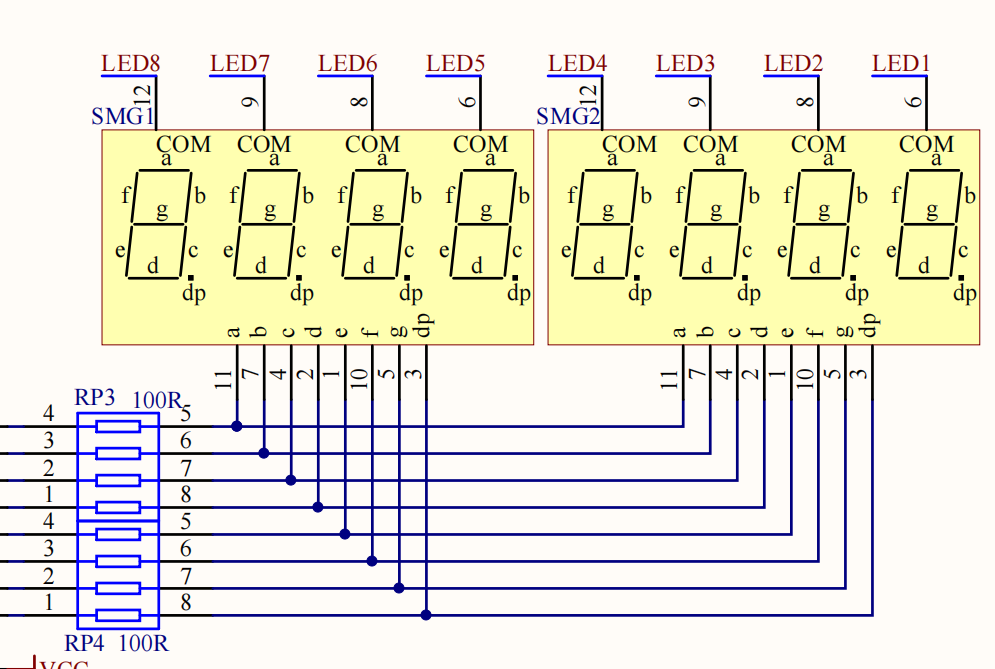 LED8 LED7 LED6 LED5 LED4 LED3 LED2 LED1
12 9 8 6 12 9 8 6
SMG1 SMG2
COM COM COM COM COM COM COM COM
a a a a a a a a
f b f b f b f b f b f b f b f b
g g g g g g g g
e c e c e c e c e c e c e c e c
d d d d d d d d
dp dp dp dp dp dp dp dp
a b c d e f g dp a b c d e f g dp
11 7 4 2 1 10 5 3 11 7 4 2 1 10 5 3
RP3 100R
4 5
3 6
2 7
1 8
4 5
3 6
2 7
1 8
RP4 100R
VCC